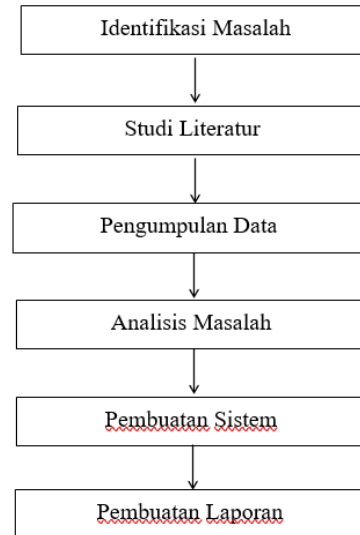 Identifikasi Masalah
Studi Literatur
Pengumpulan Data
Analisis Masalah
Pembuatan Sistem
Pembuatan Laporan